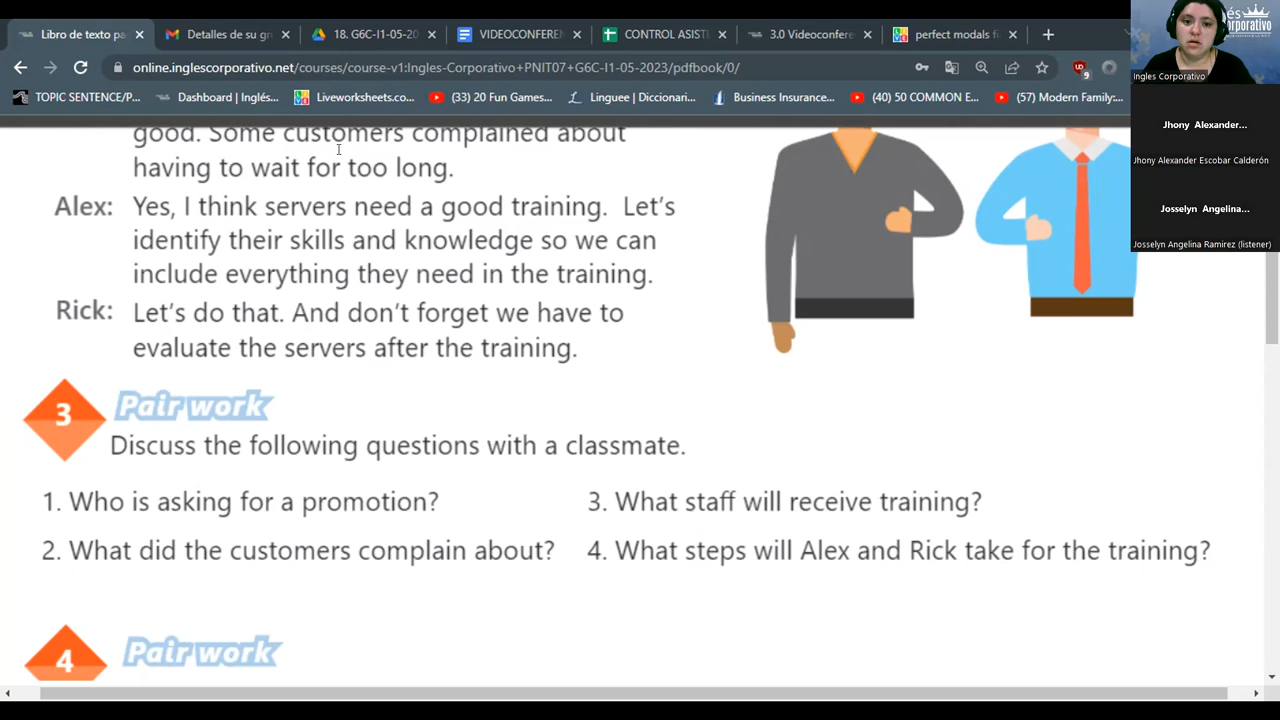 Libro de texto pa
Detalles de su gr
18. G6C-I1-05-20
VIDEOCONFEREN
CONTROL ASIST
3.0 Videoconfere
perfect modals fi
és
corporativo
online.inglescorporativo.net/courses/course-v1:Ingles-Corporativo+PNIT07+G6C-I1-05-2023/pdfbook/0/
9
Ingles Corporativo
TOPIC SENTENCE/P...
Dashboard | Inglés...
Liveworksheets.co...
(33) 20 Fun Games...
Linguee | Diccionari...
Business Insurance...
(40) 50 COMMON E...
(57) Modern Family:...
Jhony Alexander...
Jhony Alexander Escobar Calderón
Josselyn Angelina...
Josselyn Angelina Ramirez (listener)
good. Some customers complained about
having to wait for too long.
Alex: Yes, I think servers need a good training. Let's
identify their skills and knowledge so we can
include everything they need in the training.
Rick: Let's do that. And don't forget we have to
evaluate the servers after the training.
3 Pair work
Discuss the following questions with a classmate.
1. Who is asking for a promotion?
2. What did the customers complain about?
3. What staff will receive training?
4. What steps will Alex and Rick take for the training?
4 Pair work